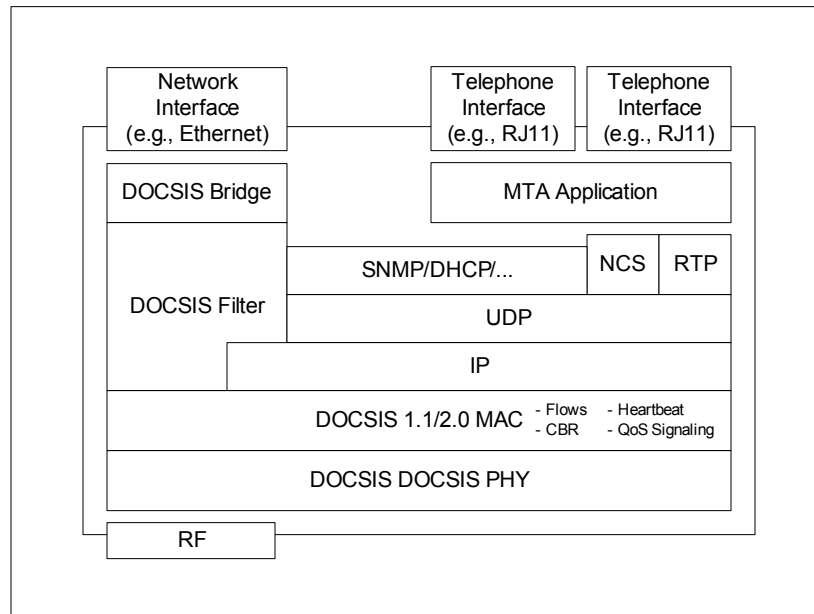 Network
Interface
(e.g., Ethernet)
Telephone
Interface
(e.g., RJ11)
Telephone
Interface
(e.g., RJ11)
DOCSIS Bridge
MTA Application
DOCSIS Filter
SNMP/DHCP/...
NCS
RTP
UDP
IP
DOCSIS 1.1/2.0 MAC
- Flows
- CBR
- Heartbeat
- QoS Signaling
DOCSIS DOCSIS PHY
RF